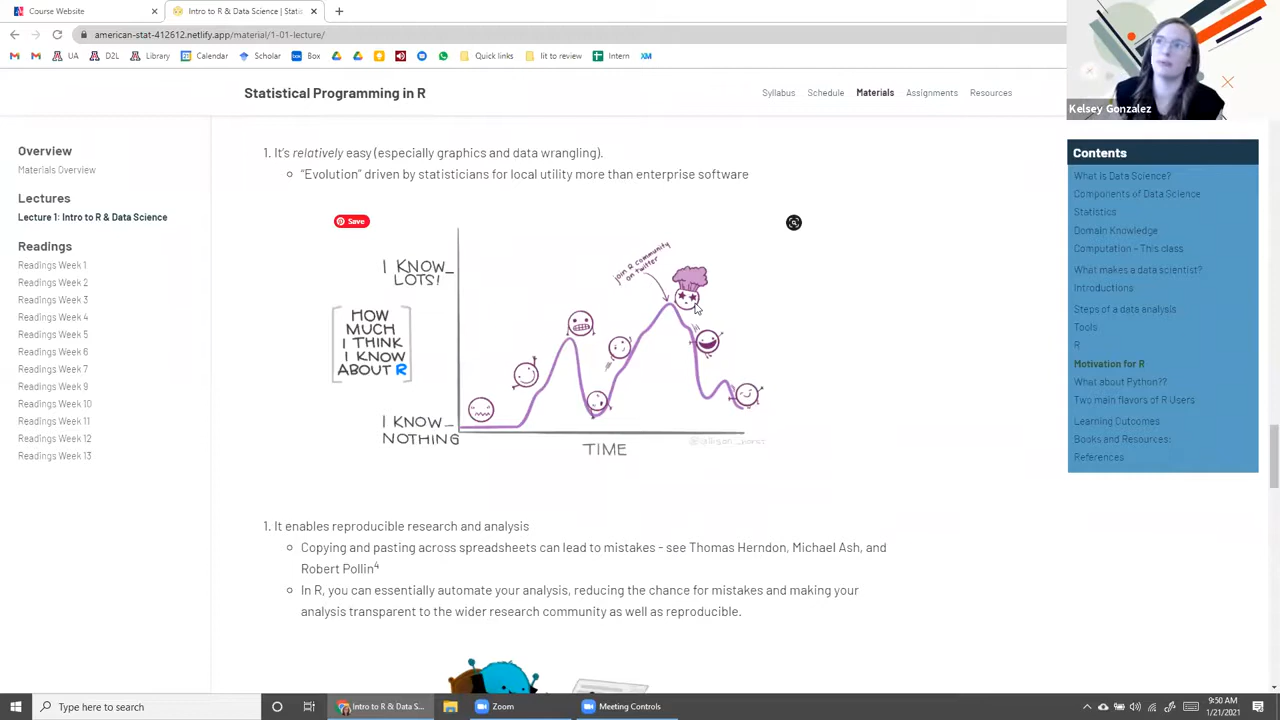 Course Website
Intro to R & Data Science | Statistic
american-stat-412612.netlify.app/material/1-01-lecture/
UA
D2L
Library
Calendar
Scholar
Box
Quick links
lit to review
Intern
XM
Kelsey Gonzalez
Statistical Programming in R
Syllabus
Schedule
Materials
Assignments
Resources
Overview
Materials Overview
Lectures
Lecture 1: Intro to R & Data Science
Readings
Readings Week 1
Readings Week 2
Readings Week 3
Readings Week 4
Readings Week 5
Readings Week 6
Readings Week 7
Readings Week 9
Readings Week 10
Readings Week 11
Readings Week 12
Readings Week 13
1. It's relatively easy (especially graphics and data wrangling).
“Evolution” driven by statisticians for local utility more than enterprise software
Save
I KNOW_
LOTS!
HOW
MUCH
I THINK
I KNOW
ABOUT R
I KNOW_
NOTHING
join R community
on twitter
TIME
1. It enables reproducible research and analysis
Copying and pasting across spreadsheets can lead to mistakes - see Thomas Herndon, Michael Ash, and
Robert Pollin4
In R, you can essentially automate your analysis, reducing the chance for mistakes and making your
analysis transparent to the wider research community as well as reproducible.
Contents
What is Data Science?
Components of Data Science
Statistics
Domain Knowledge
Computation - This class
What makes a data scientist?
Introductions
Steps of a data analysis
Tools
R
Motivation for R
What about Python??
Two main flavors of R Users
Learning Outcomes
Books and Resources:
References
Type here to search
Intro to R & Data S...
Zoom
Meeting Controls
9:50 AM
1/21/2021